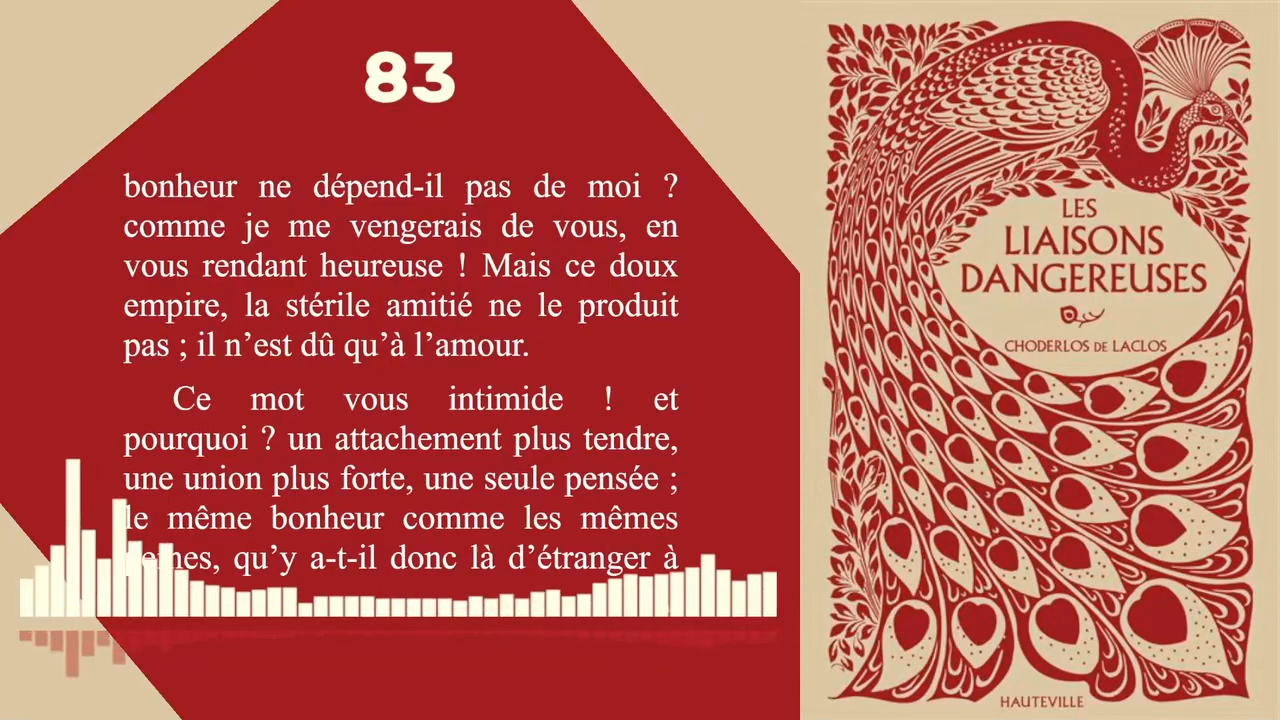 83
bonheur ne dépend-il pas de moi ?
comme je me vengerais de vous, en
vous rendant heureuse ! Mais ce doux
empire, la stérile amitié ne le produit
pas ; il n’est dû qu’à l’amour.
Ce mot vous intimide ! et
pourquoi ? un attachement plus tendre,
une union plus forte, une seule pensée ;
le même bonheur comme les mêmes
peines, qu’y a-t-il donc là d’étranger à
LES
LIAISONS
DANGEREUSES
CHODERLOS DE LACLOS
HAUTEVILLE